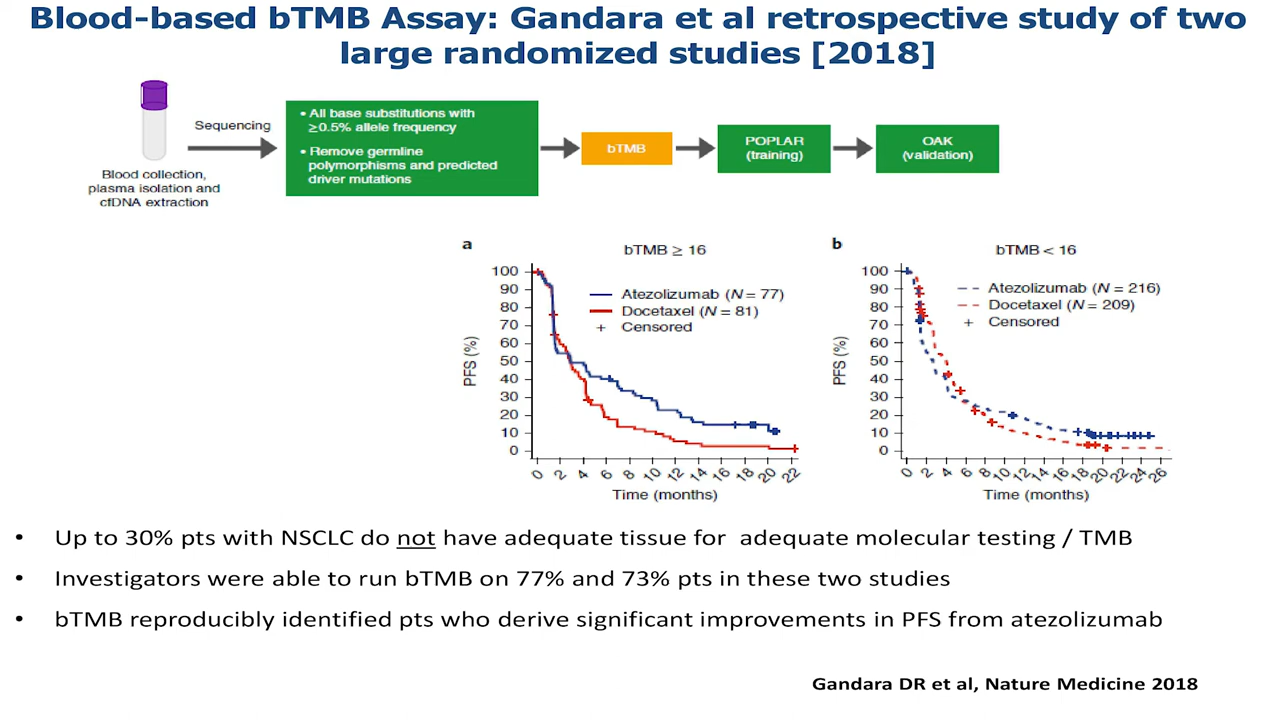 Blood-based bTMB Assay: Gandara et al retrospective study of two
large randomized studies [2018]
Blood collection,
plasma isolation and
cfDNA extraction
Sequencing
• All base substitutions with
≥0.5% allele frequency
• Remove germline
polymorphisms and predicted
driver mutations
bTMB
POPLAR
(training)
OAK
(validation)
a
bTMB ≥ 16
PFS (%)
100
90
80
70
60
50
40
30
20
10
0
Atezolizumab (N = 77)
Docetaxel (N = 81)
+ Censored
0 2 4 6 8 10 12 14 16 18 20 22
Time (months)
b
bTMB < 16
PFS (%)
100
90
80
70
60
50
40
30
20
10
0
Atezolizumab (N = 216)
Docetaxel (N = 209)
+ Censored
0 2 4 6 8 10 12 14 16 18 20 22 24 26
Time (months)
• Up to 30% pts with NSCLC do not have adequate tissue for adequate molecular testing / TMB
• Investigators were able to run bTMB on 77% and 73% pts in these two studies
• bTMB reproducibly identified pts who derive significant improvements in PFS from atezolizumab
Gandara DR et al, Nature Medicine 2018